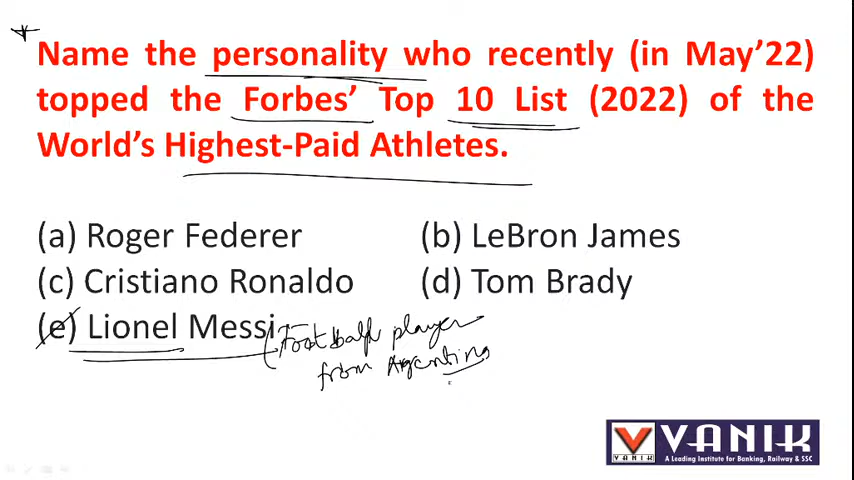 Name the personality who recently (in May’22)
topped the Forbes’ Top 10 List (2022) of the
World’s Highest-Paid Athletes.
(a) Roger Federer (b) LeBron James
(c) Cristiano Ronaldo (d) Tom Brady
(e) Lionel Messi
(Football player
from Argentina
VANIK
VANIK
A Leading Institute for Banking, Railway & SSC